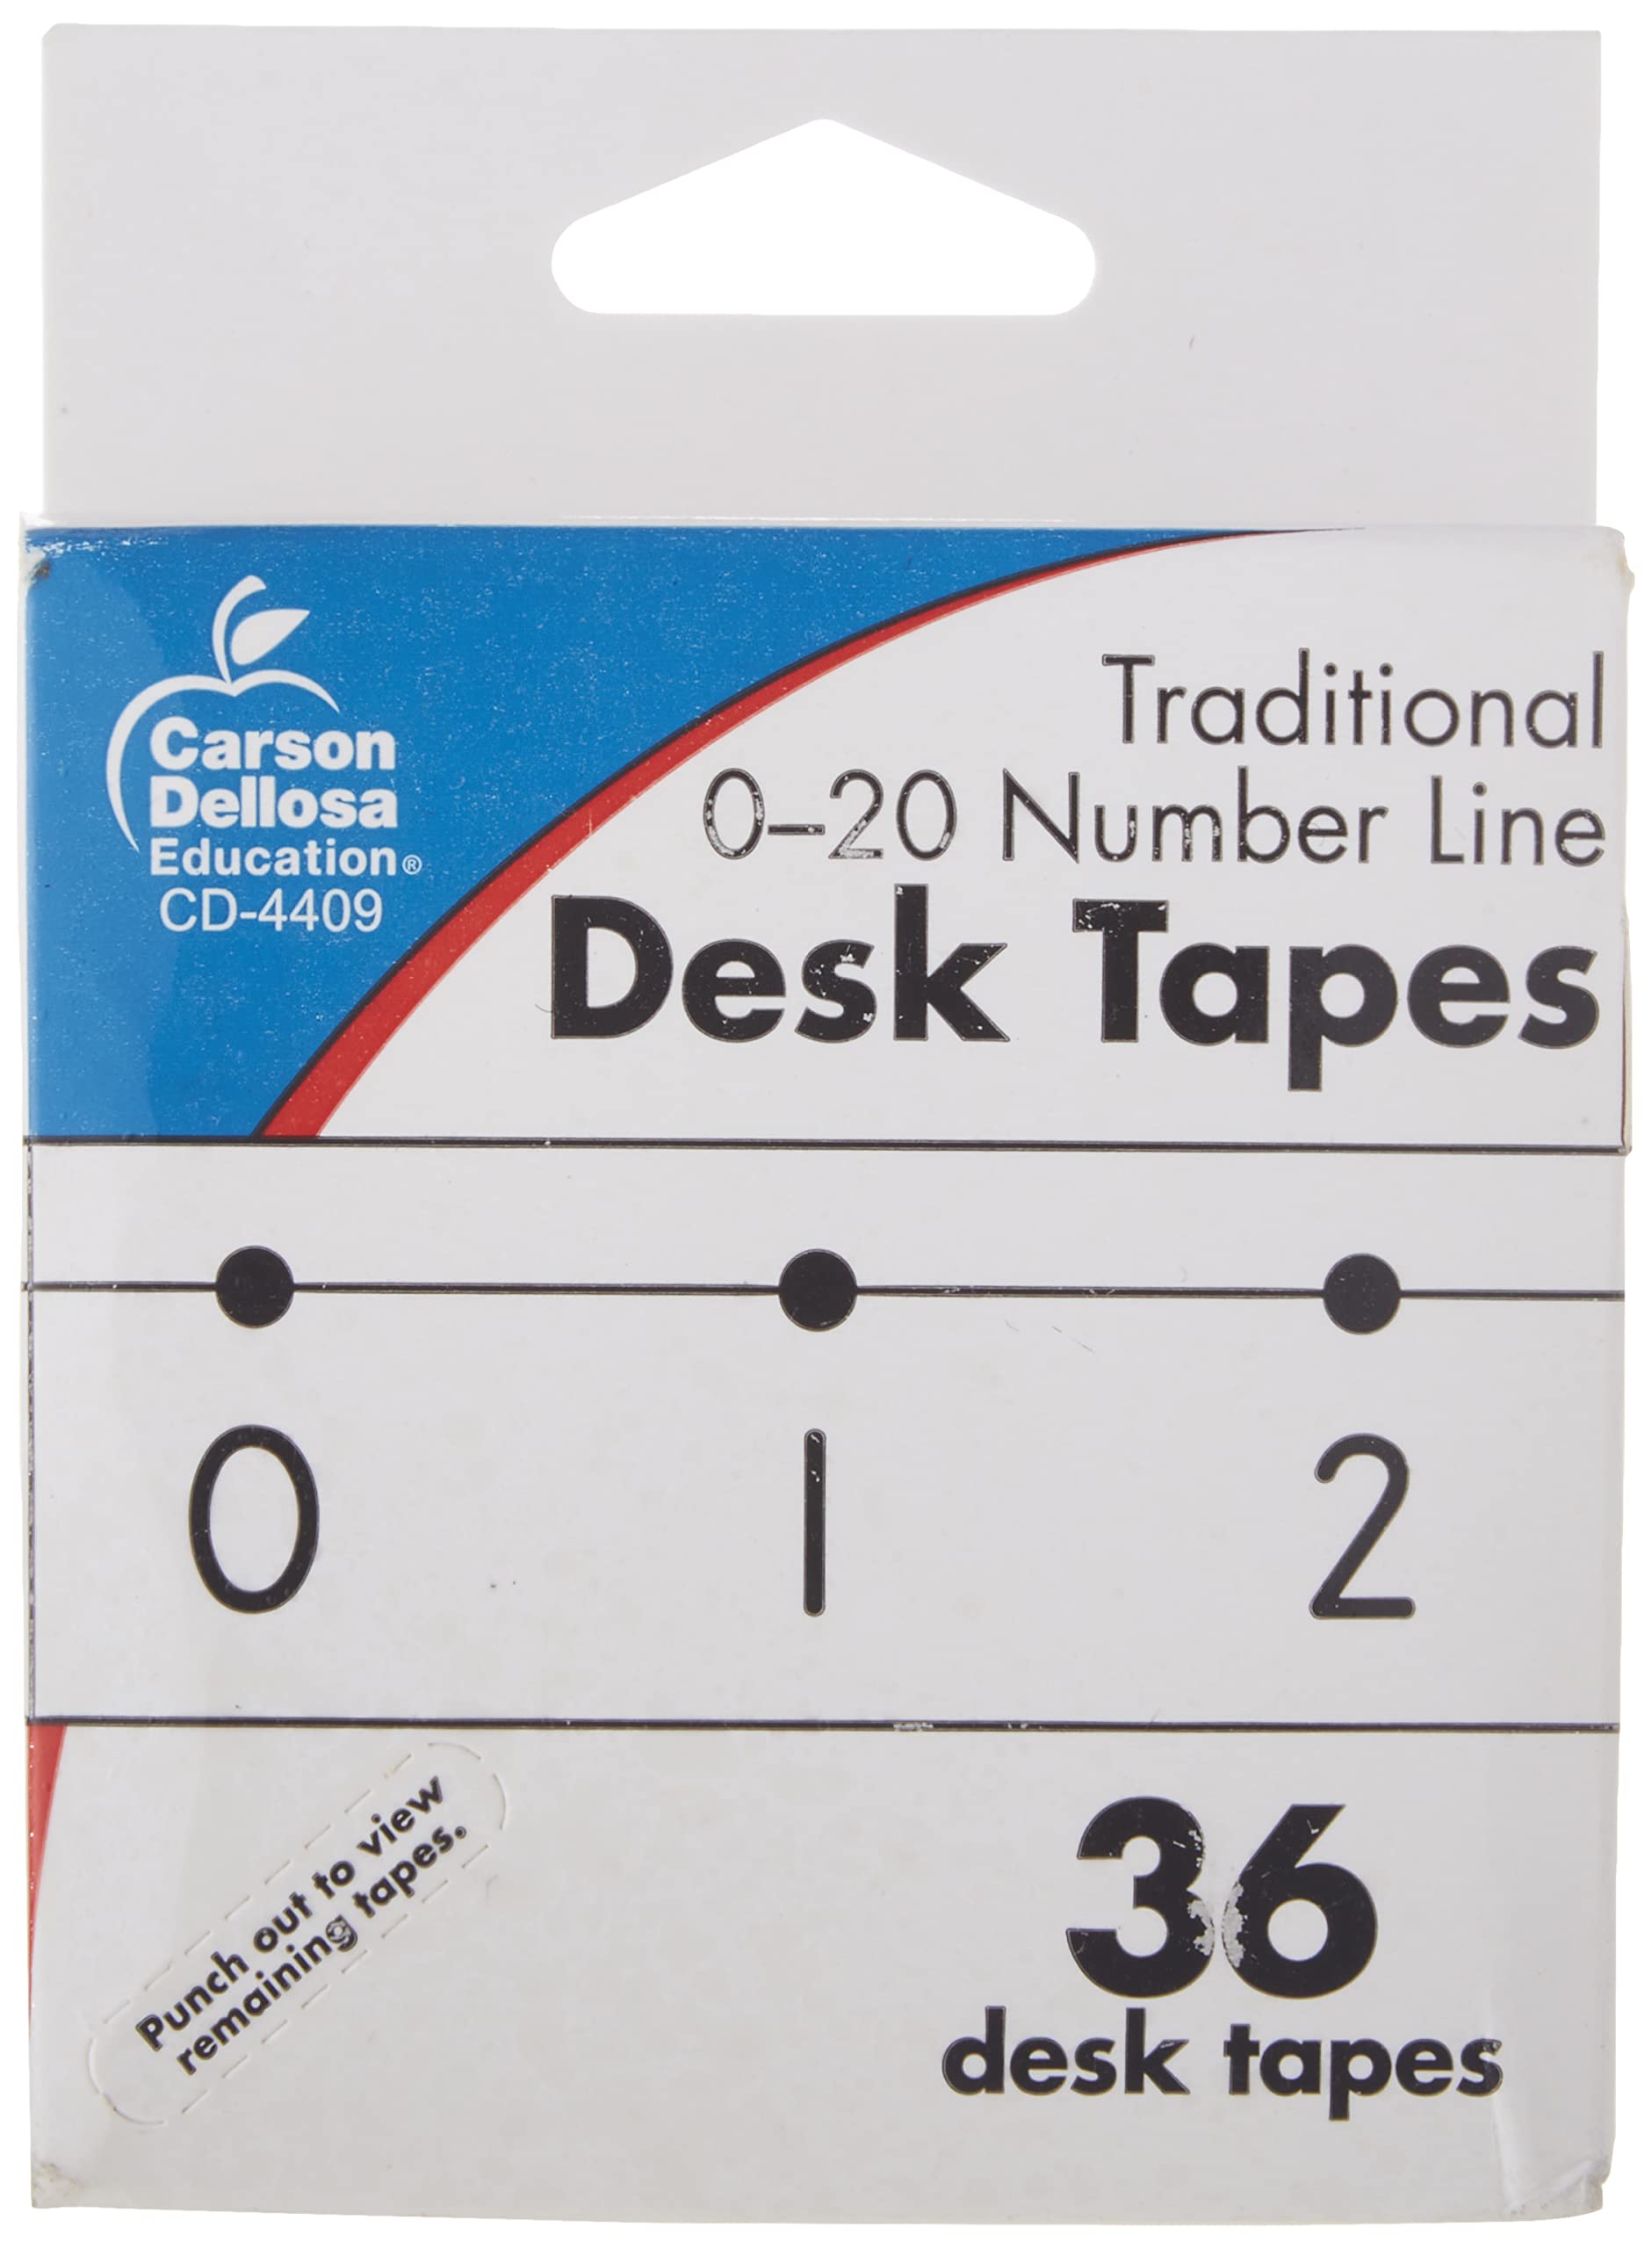 Carson
Dellosa
Education®
CD-4409
Traditional
0–20 Number Line
Desk Tapes
0 1 2
Punch out to view
remaining tapes.
36
desk tapes